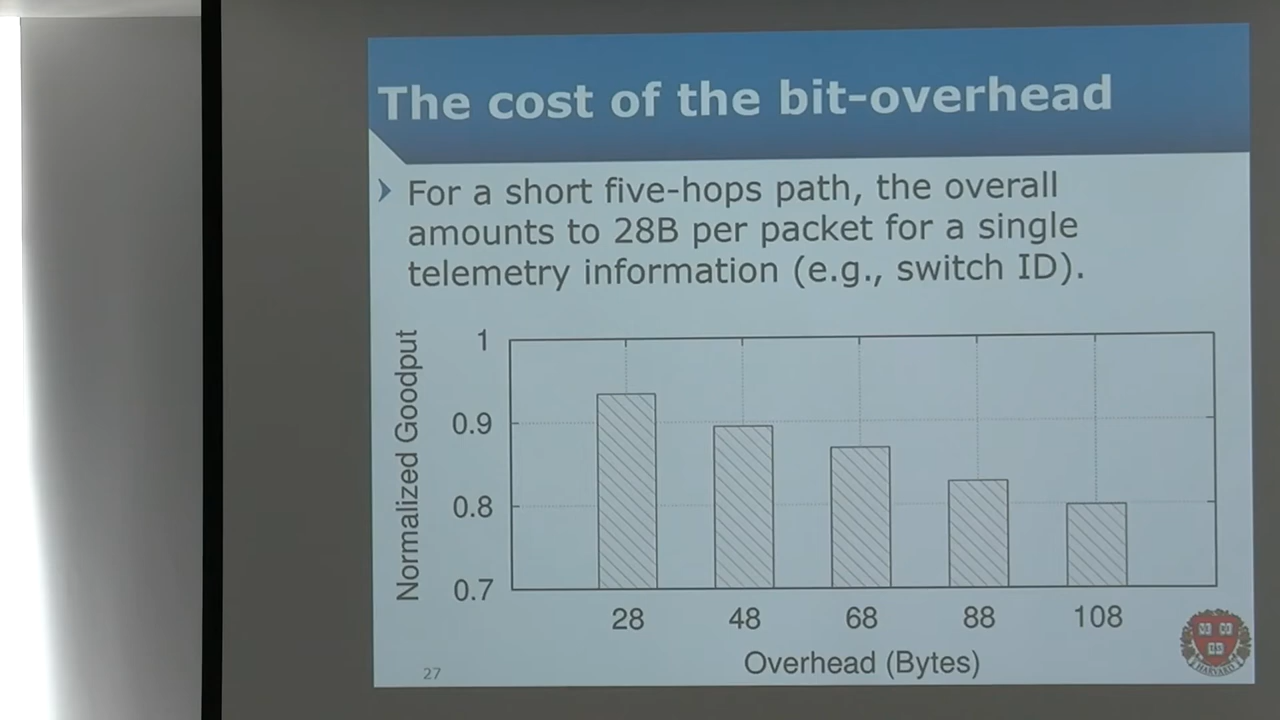 The cost of the bit-overhead
For a short five-hops path, the overall
amounts to 28B per packet for a single
telemetry information (e.g., switch ID).
Normalized Goodput
1
0.9
0.8
0.7
28 48 68 88 108
Overhead (Bytes)
27
HARVARD